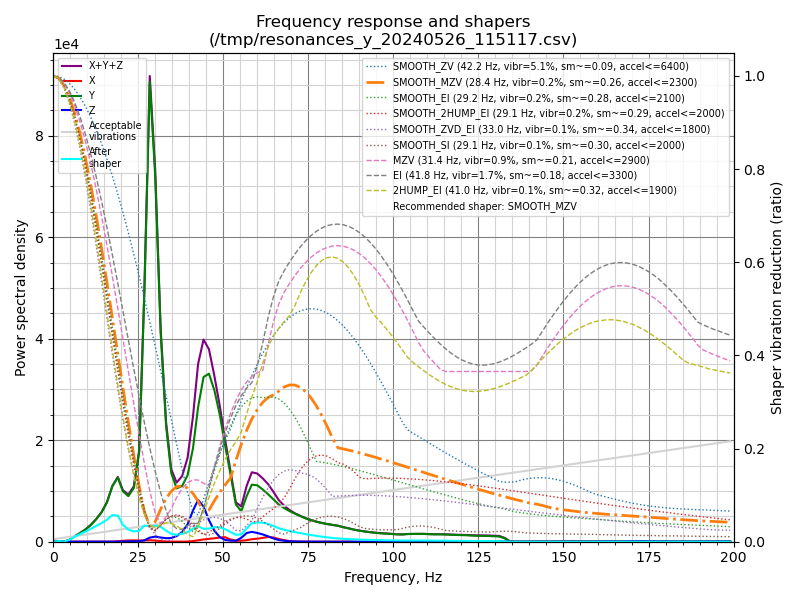 Frequency response and shapers
(/tmp/resonances_y_20240526_115117.csv)
1e4
X+Y+Z
X
Y
Z
Acceptable
vibrations
After
shaper
SMOOTH_ZV (42.2 Hz, vibr=5.1%, sm~=0.09, accel<=6400)
SMOOTH_MZV (28.4 Hz, vibr=0.2%, sm~=0.26, accel<=2300)
SMOOTH_EI (29.2 Hz, vibr=0.2%, sm~=0.28, accel<=2100)
SMOOTH_2HUMP_EI (29.1 Hz, vibr=0.2%, sm~=0.29, accel<=2000)
SMOOTH_ZVD_EI (33.0 Hz, vibr=0.1%, sm~=0.34, accel<=1800)
SMOOTH_SI (29.1 Hz, vibr=0.1%, sm~=0.30, accel<=2000)
MZV (31.4 Hz, vibr=0.9%, sm~=0.21, accel<=2900)
EI (41.8 Hz, vibr=1.7%, sm~=0.18, accel<=3300)
2HUMP_EI (41.0 Hz, vibr=0.1%, sm~=0.32, accel<=1900)
Recommended shaper: SMOOTH_MZV
Power spectral density
8
6
4
2
0
1.0
0.8
0.6
0.4
0.2
0.0
Shaper vibration reduction (ratio)
0 25 50 75 100 125 150 175 200
Frequency, Hz